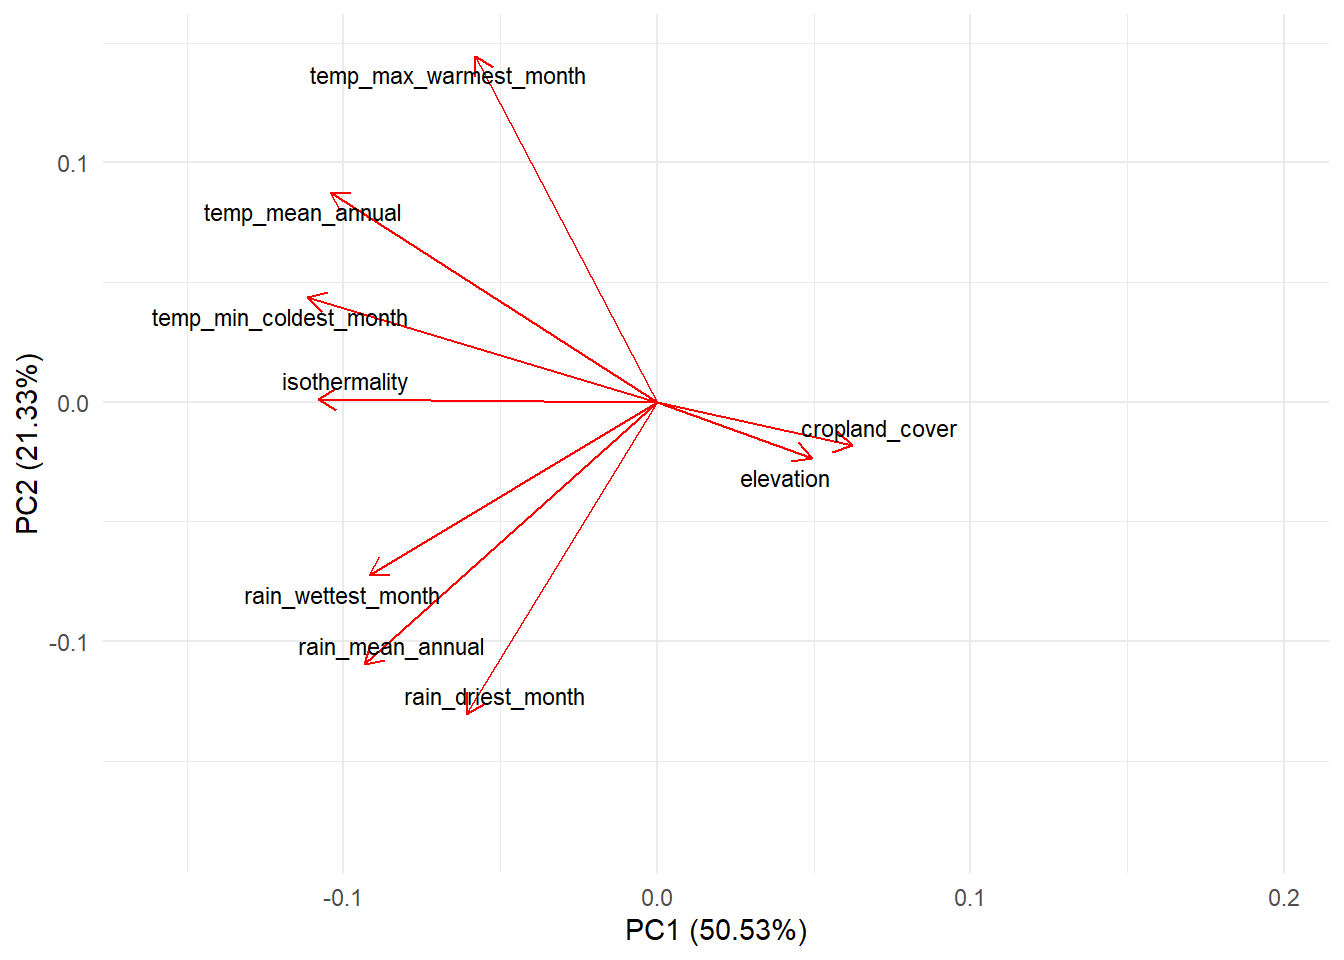 temp_max_warmest_month
0.1
temp_mean_annual
temp_min_coldest_month
isothermality
0.0
cropland_cover
elevation
PC2 (21.33%)
rain_wettest_month
-0.1
rain_mean_annual
rain_driest_month
-0.1
0.0
0.1
0.2
PC1 (50.53%)